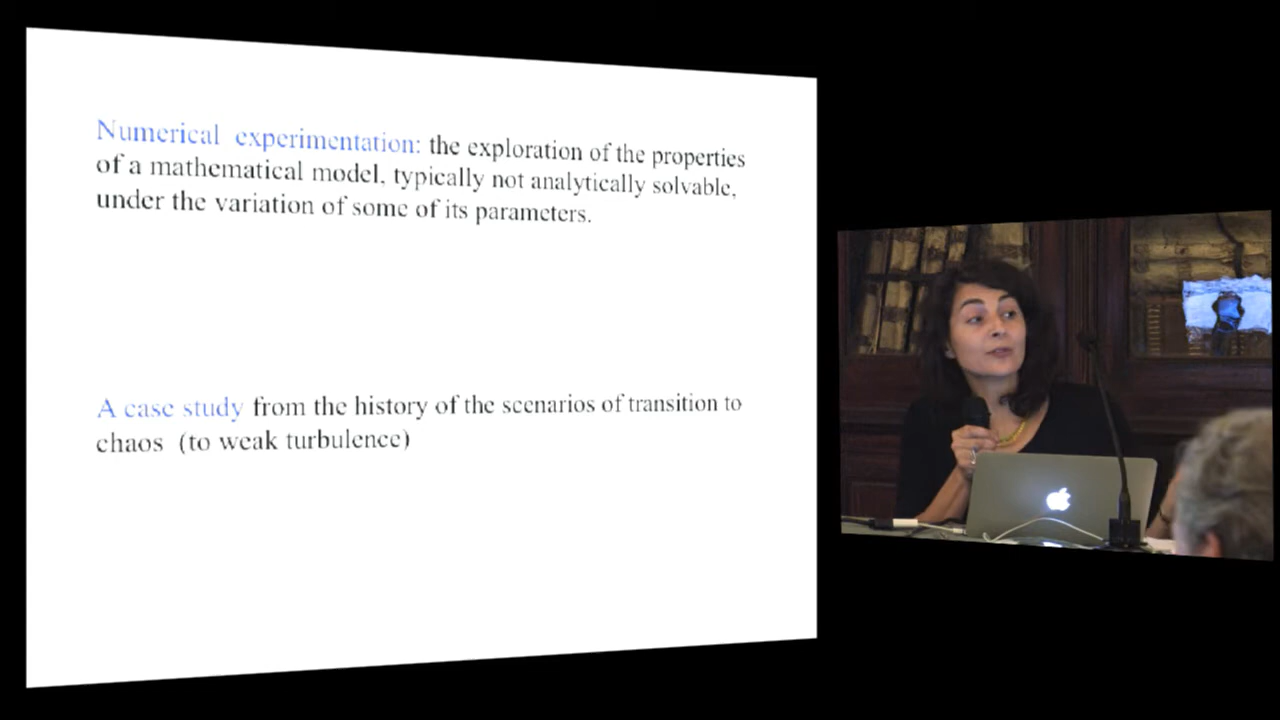 Numerical experimentation: the exploration of the properties
of a mathematical model, typically not analytically solvable,
under the variation of some of its parameters.
A case study from the history of the scenarios of transition to
chaos (to weak turbulence)